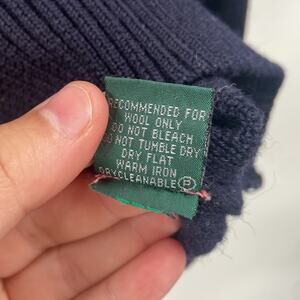 RECOMMENDED FOR
WOOL ONLY
DO NOT BLEACH
DO NOT TUMBLE DRY
DRY FLAT
WARM IRON
DRYCLEANABLE Ⓟ